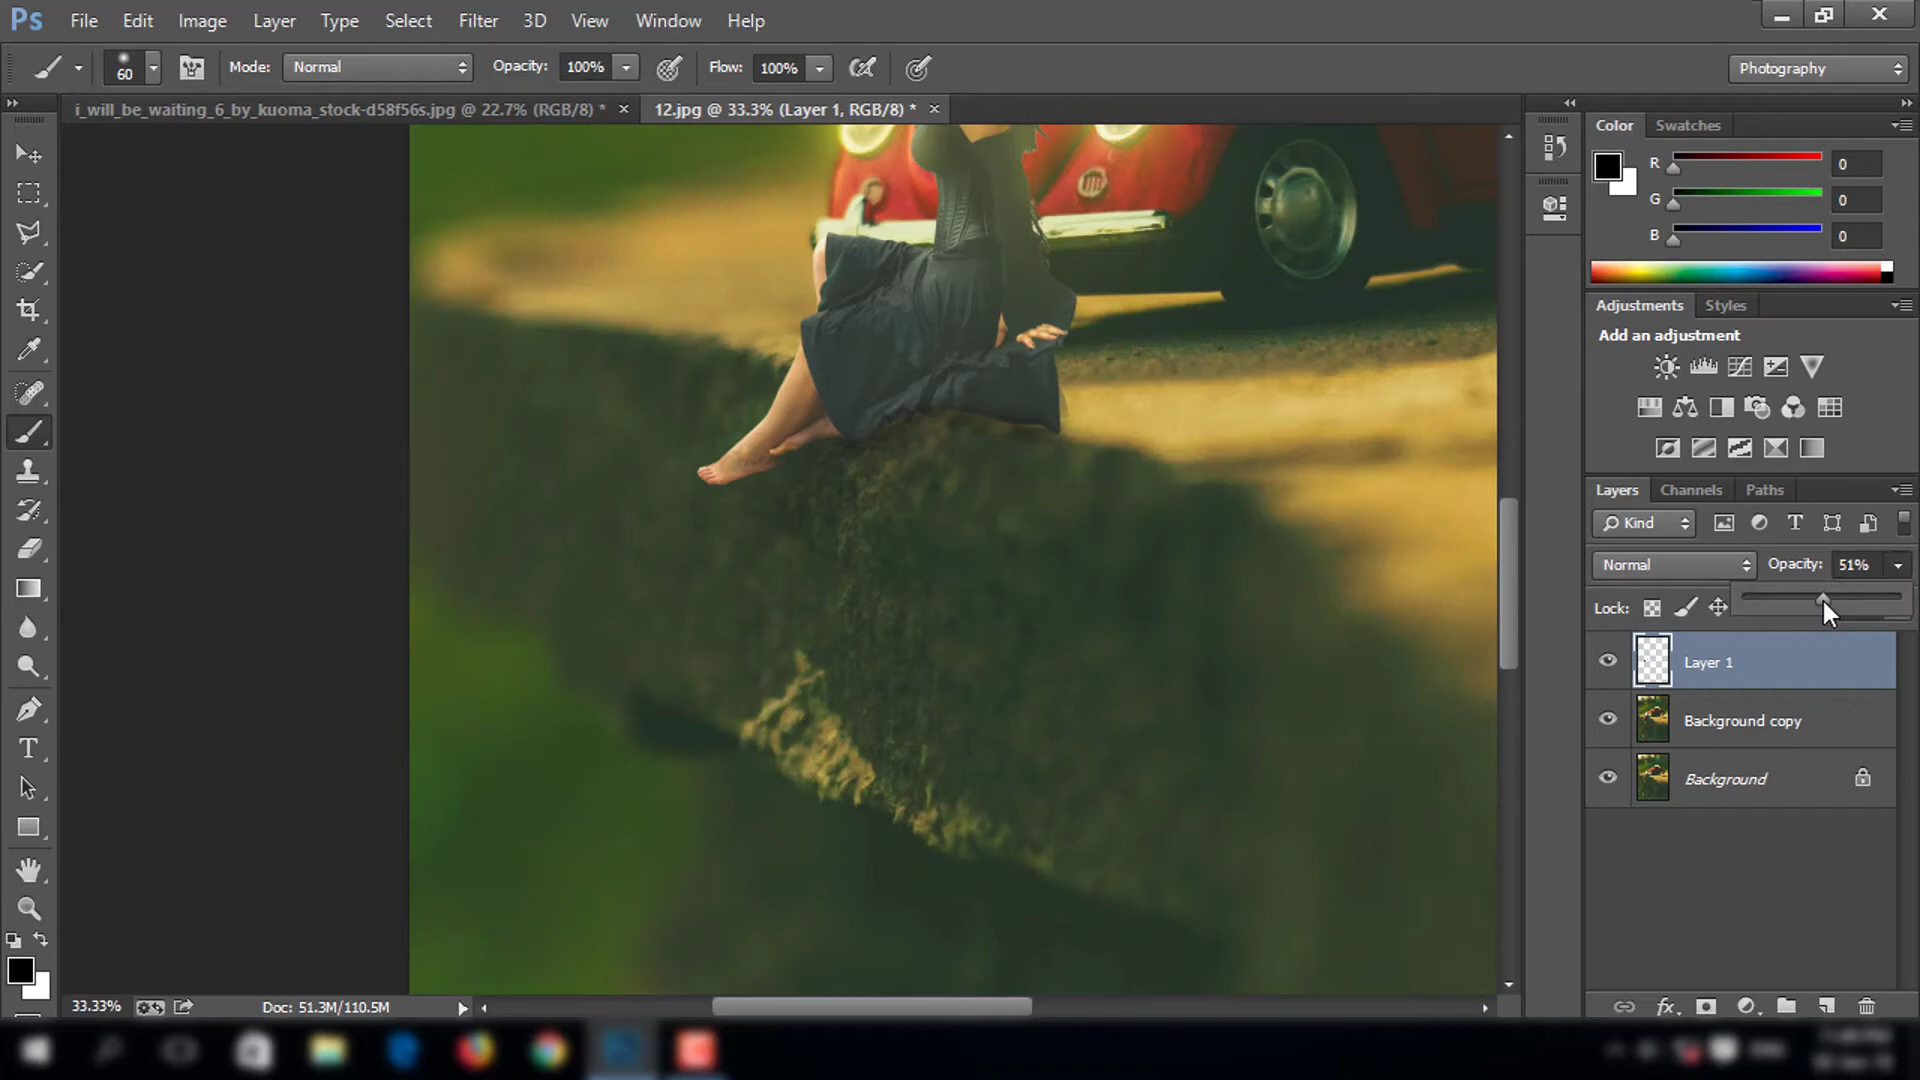 Ps File Edit Image Layer Type Select Filter 3D View Window Help
60 Mode: Normal Opacity: 100% Flow: 100% Photography
i_will_be_waiting_6_by_kuoma_stock-d58f56s.jpg @ 22.7% (RGB/8) * × 12.jpg @ 33.3% (Layer 1, RGB/8) * ×
Color Swatches
R 0
G 0
B 0
Adjustments Styles
Add an adjustment
Layers Channels Paths
Kind T
Normal Opacity: 51%
Lock:
Layer 1
Background copy
Background
33.33% Doc: 51.3M/110.5M